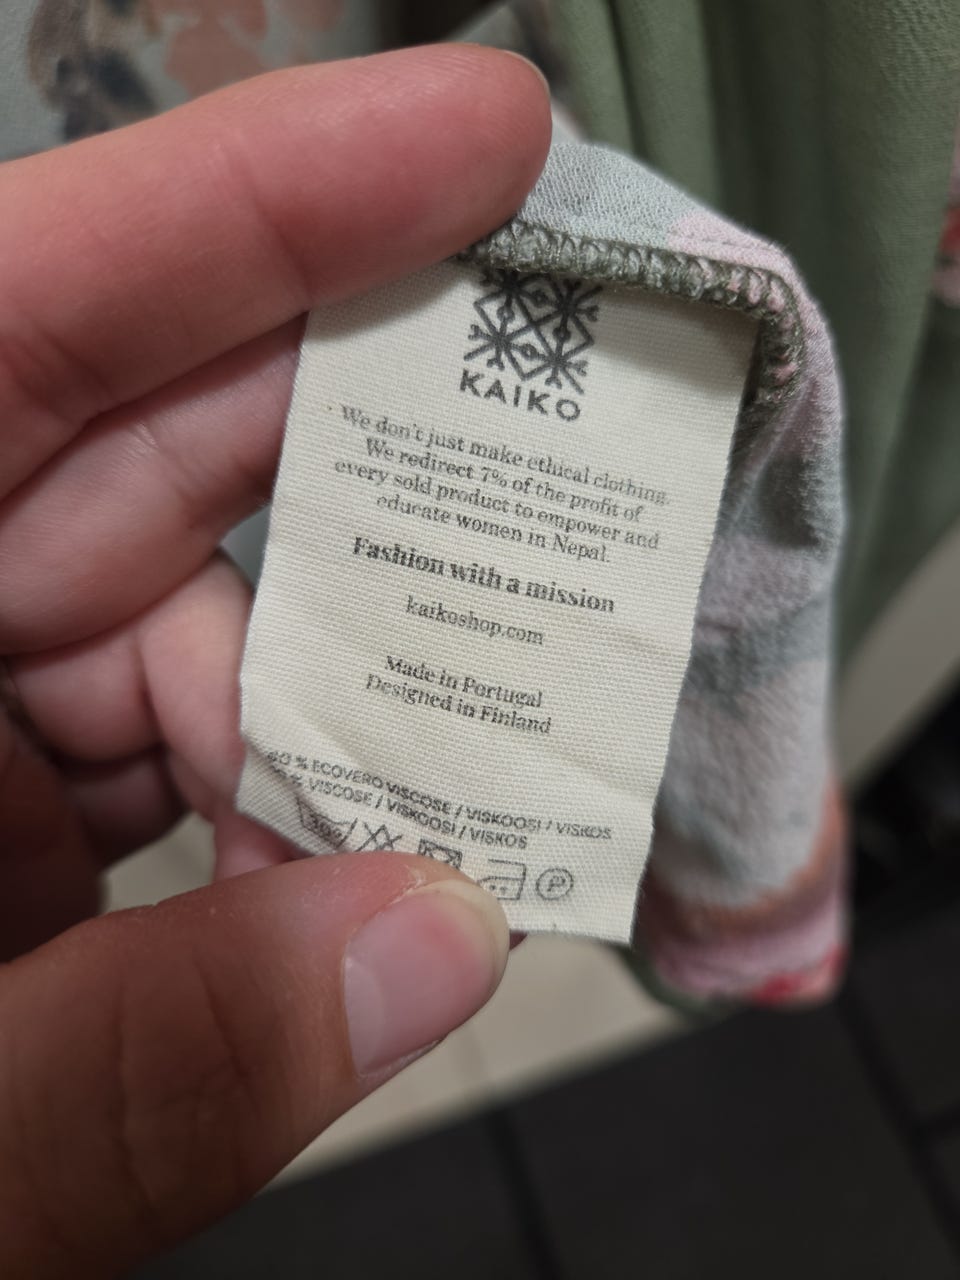 KAIKO
We don't just make ethical clothing.
We redirect 7% of the profit of
every sold product to empower and
educate women in Nepal.
Fashion with a mission
kaikoshop.com
Made in Portugal
Designed in Finland
% ECOVERO VISCOSE / VISKOOSI / VISKOS
% VISCOSE / VISKOOSI / VISKOS
30°
P